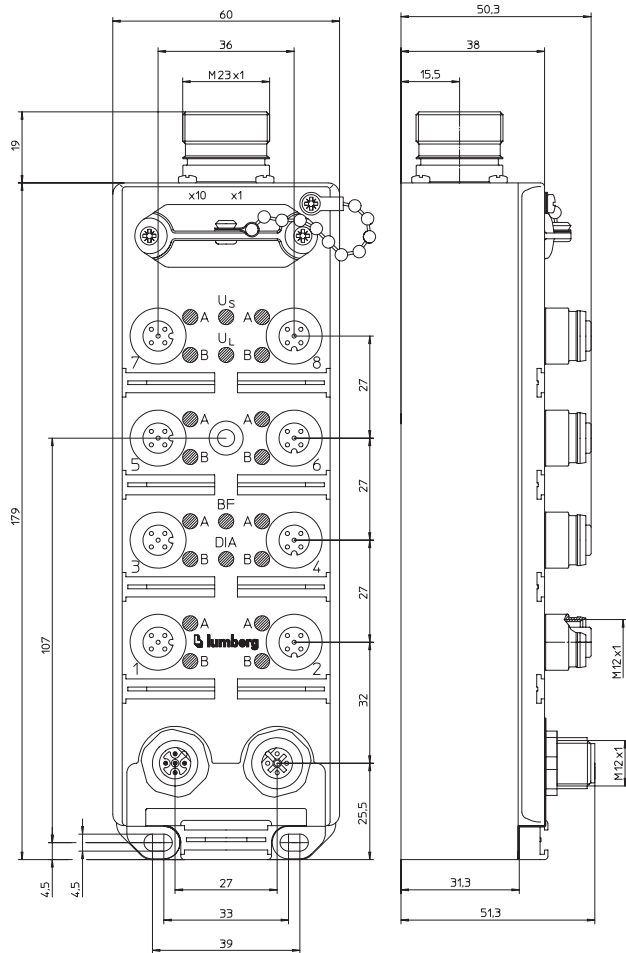 60
50,3
36
38
M23x1
15,5
19
x10 x1
U_S
A A
U_L
B B
7 8
27
A A
B B
5 6
179
27
BF
A A
DIA
B B
3 4
27
107
A A
lumberg
B B
1 2
M12x1
32
M12x1
25,5
4,5
4,5
27
31,3
33
51,3
39